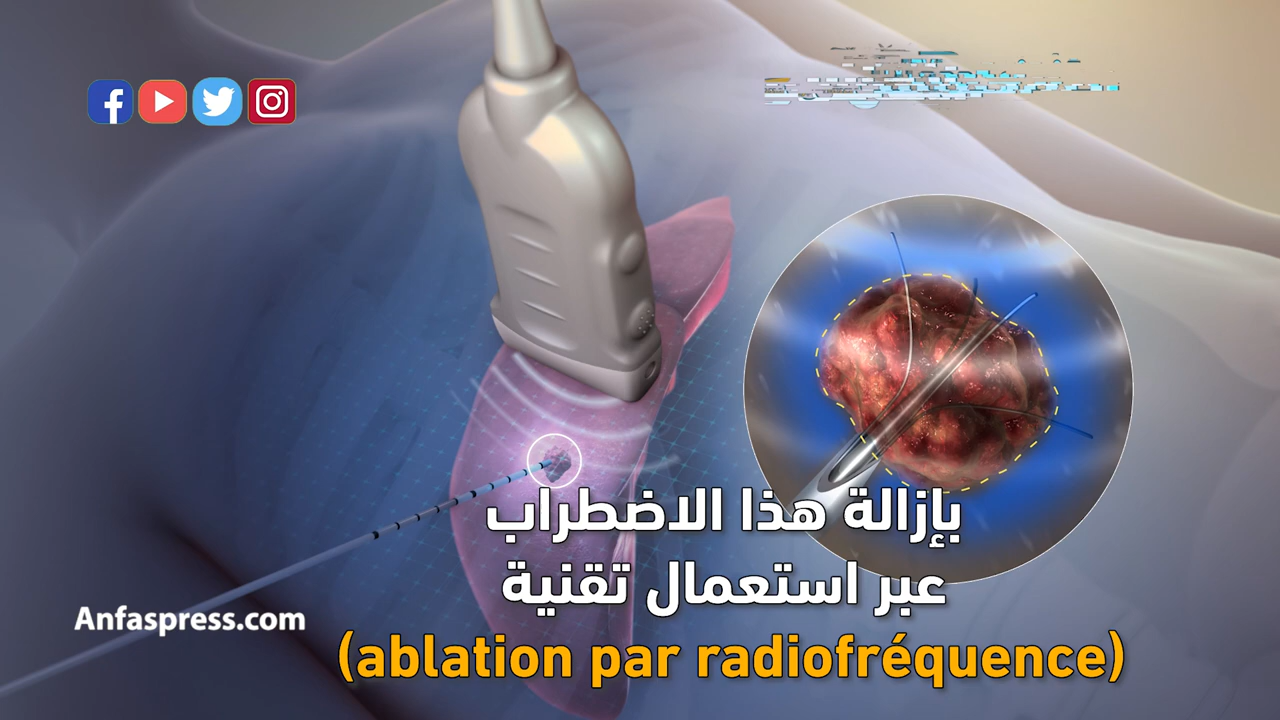 بإزالة هذا الاضطراب
عبر استعمال تقنية
(ablation par radiofréquence)
Anfaspress.com